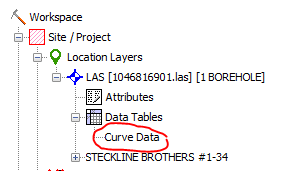 Workspace
Site / Project
Location Layers
LAS [1046816901.las] [1 BOREHOLE]
Attributes
Data Tables
Curve Data
STECKLINE BROTHERS #1-34